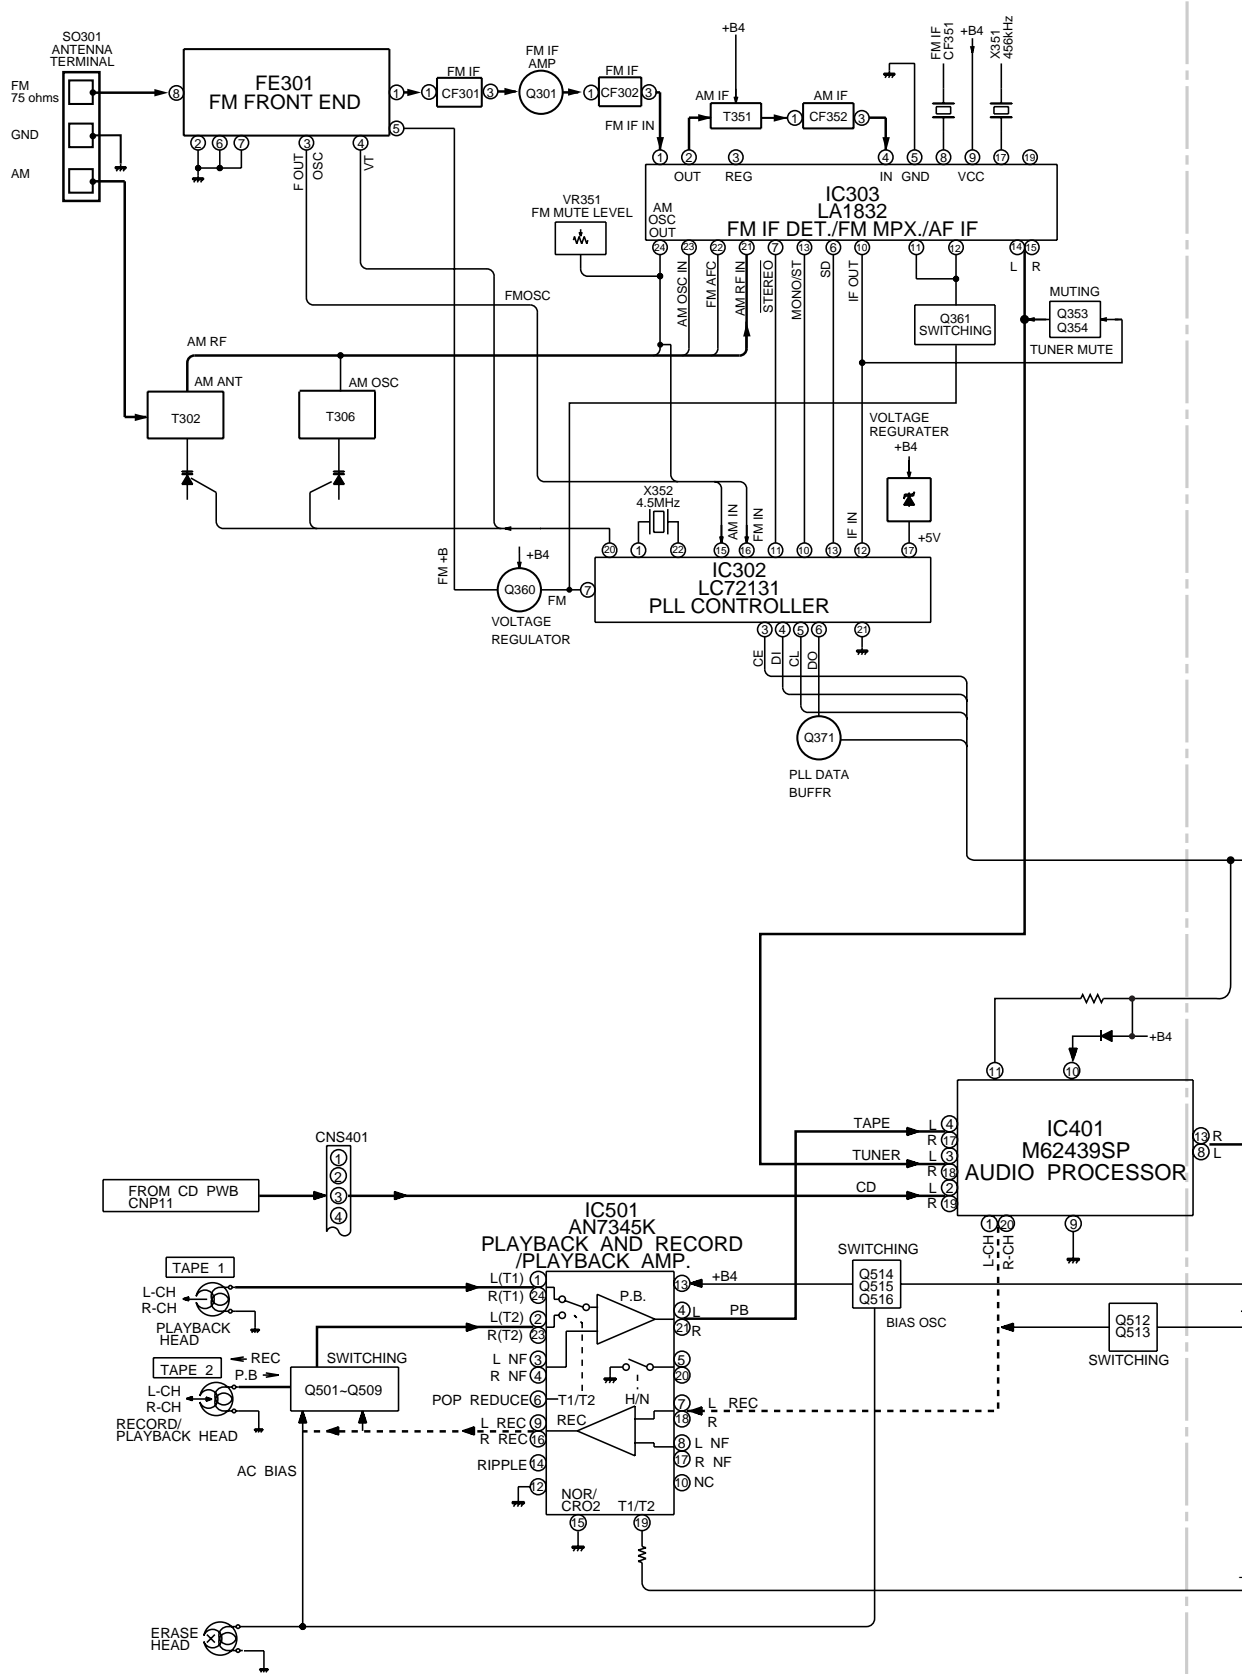 SO301
ANTENNA
TERMINAL
FM
75 ohms
GND
AM
FE301
FM FRONT END
8
1
5
2
6
7
3
4
F OUT
OSC
VT
FM IF
1
CF301
3
FM IF
AMP
Q301
FM IF
1
CF302
3
FM IF IN
+B4
AM IF
T351
AM IF
1
CF352
3
FM IF
CF351
+B4
X351
456kHz
1
2
3
4
5
8
9
17
19
OUT
REG
IN
GND
VCC
IC303
LA1832
FM IF DET./FM MPX./AF IF
AM
OSC
OUT
24
23
22
21
7
13
6
10
11
12
14
15
L
R
VR351
FM MUTE LEVEL
AM OSC IN
FM AFC
AM RF IN
STEREO
MONO/ST
SD
IF OUT
Q361
SWITCHING
MUTING
Q353
Q354
TUNER MUTE
FMOSC
AM RF
AM ANT
T302
AM OSC
T306
VOLTAGE
REGURATER
+B4
+5V
X352
4.5MHz
AM IN
FM IN
IF IN
20
1
22
15
16
11
10
13
12
17
IC302
LC72131
PLL CONTROLLER
7
FM +B
+B4
Q360
FM
VOLTAGE
REGULATOR
3
4
5
6
21
CE
DI
CL
DO
Q371
PLL DATA
BUFFR
+B4
11
10
IC401
M62439SP
AUDIO PROCESSOR
TAPE
L 4
R 17
TUNER
L 3
R 18
CD
L 2
R 19
13 R
8 L
1
20
9
L-CH
R-CH
CNS401
1
2
3
4
FROM CD PWB
CNP11
IC501
AN7345K
PLAYBACK AND RECORD
/PLAYBACK AMP.
TAPE 1
L-CH
R-CH
PLAYBACK
HEAD
L(T1) 1
R(T1) 24
L(T2) 2
R(T2) 23
L NF 3
R NF 4
POP REDUCE 6
T1/T2
L REC 9
R REC 16
RIPPLE 14
12
P.B.
H/N
REC
NOR/
CRO2
T1/T2
15
19
13
+B4
4 L
21 R
PB
5
20
7 L REC
18 R
8 L NF
17 R NF
10 NC
SWITCHING
Q514
Q515
Q516
BIAS OSC
Q512
Q513
SWITCHING
TAPE 2
REC
P.B
L-CH
R-CH
RECORD/
PLAYBACK HEAD
SWITCHING
Q501~Q509
AC BIAS
ERASE
HEAD